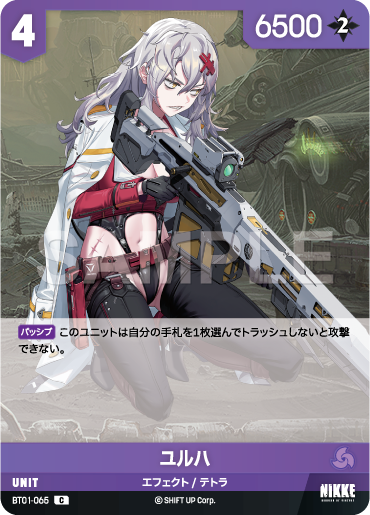 4
6500
2
SAMPLE
パッシブ このユニットは自分の手札を1枚選んでトラッシュしないと攻撃
できない。
ユルハ
UNIT
エフェクト / テトラ
BT01-065 C
© SHIFT UP Corp.
NIKKE